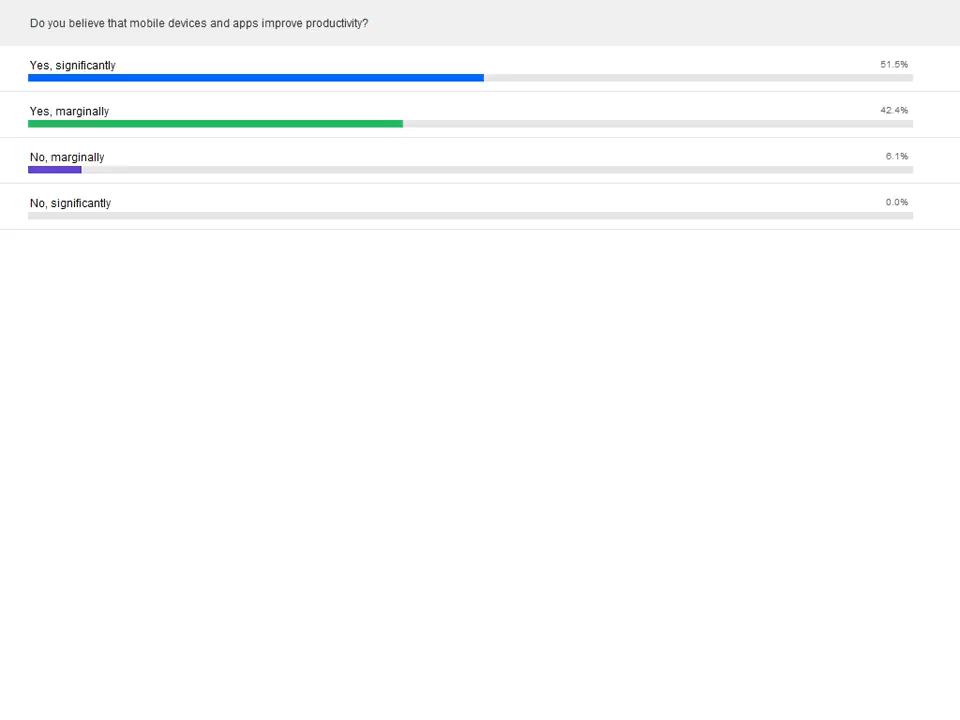 Do you believe that mobile devices and apps improve productivity?
Yes, significantly
51.5%
Yes, marginally
42.4%
No, marginally
6.1%
No, significantly
0.0%